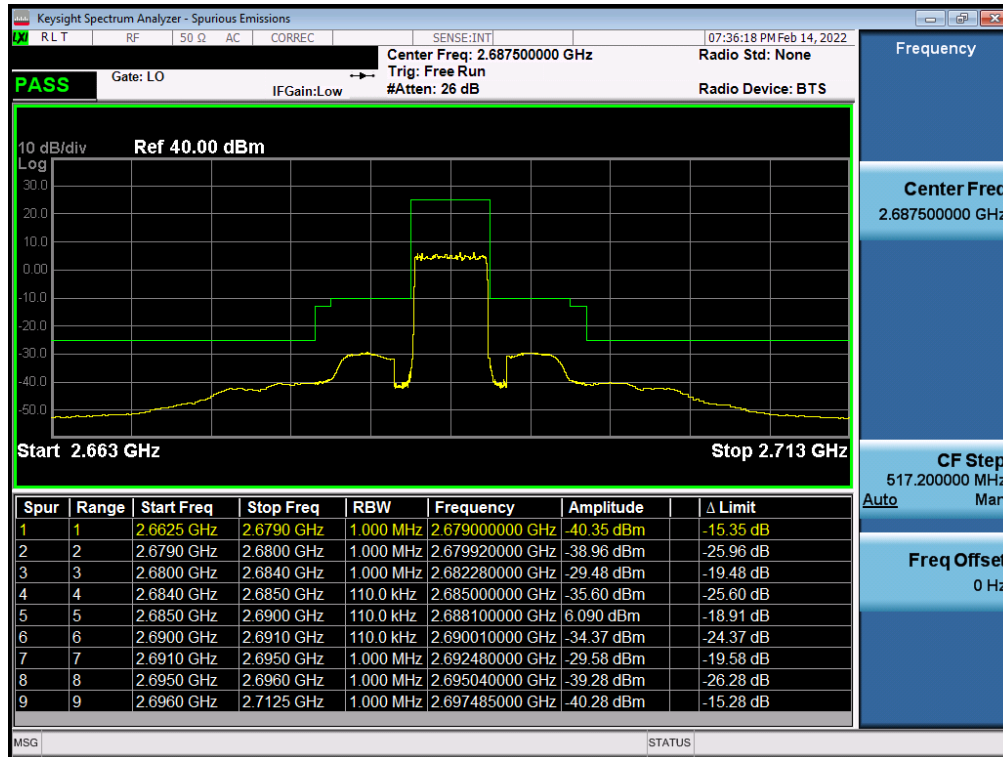 Keysight Spectrum Analyzer - Spurious Emissions
LXI RL T RF 50 Ω AC CORREC SENSE:INT 07:36:18 PM Feb 14, 2022
Center Freq: 2.687500000 GHz Radio Std: None
PASS Gate: LO Trig: Free Run
IFGain:Low #Atten: 26 dB Radio Device: BTS
10 dB/div Ref 40.00 dBm
Log
30.0
20.0
10.0
0.00
-10.0
-20.0
-30.0
-40.0
-50.0
Start 2.663 GHz Stop 2.713 GHz
Spur Range Start Freq Stop Freq RBW Frequency Amplitude Δ Limit
1 1 2.6625 GHz 2.6790 GHz 1.000 MHz 2.679000000 GHz -40.35 dBm -15.35 dB
2 2 2.6790 GHz 2.6800 GHz 1.000 MHz 2.679920000 GHz -38.96 dBm -25.96 dB
3 3 2.6800 GHz 2.6840 GHz 1.000 MHz 2.682280000 GHz -29.48 dBm -19.48 dB
4 4 2.6840 GHz 2.6850 GHz 110.0 kHz 2.685000000 GHz -35.60 dBm -25.60 dB
5 5 2.6850 GHz 2.6900 GHz 110.0 kHz 2.688100000 GHz 6.090 dBm -18.91 dB
6 6 2.6900 GHz 2.6910 GHz 110.0 kHz 2.690010000 GHz -34.37 dBm -24.37 dB
7 7 2.6910 GHz 2.6950 GHz 1.000 MHz 2.692480000 GHz -29.58 dBm -19.58 dB
8 8 2.6950 GHz 2.6960 GHz 1.000 MHz 2.695040000 GHz -39.28 dBm -26.28 dB
9 9 2.6960 GHz 2.7125 GHz 1.000 MHz 2.697485000 GHz -40.28 dBm -15.28 dB
MSG STATUS
Frequency
Center Freq
2.687500000 GHz
CF Step
517.200000 MHz
Auto Man
Freq Offset
0 Hz